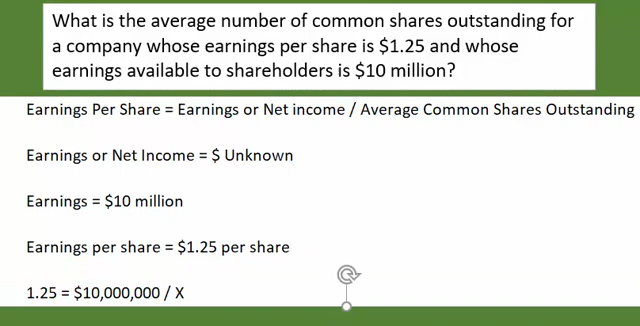 What is the average number of common shares outstanding for
a company whose earnings per share is $1.25 and whose
earnings available to shareholders is $10 million?
Earnings Per Share = Earnings or Net income / Average Common Shares Outstanding
Earnings or Net Income = $ Unknown
Earnings = $10 million
Earnings per share = $1.25 per share
1.25 = $10,000,000 / X